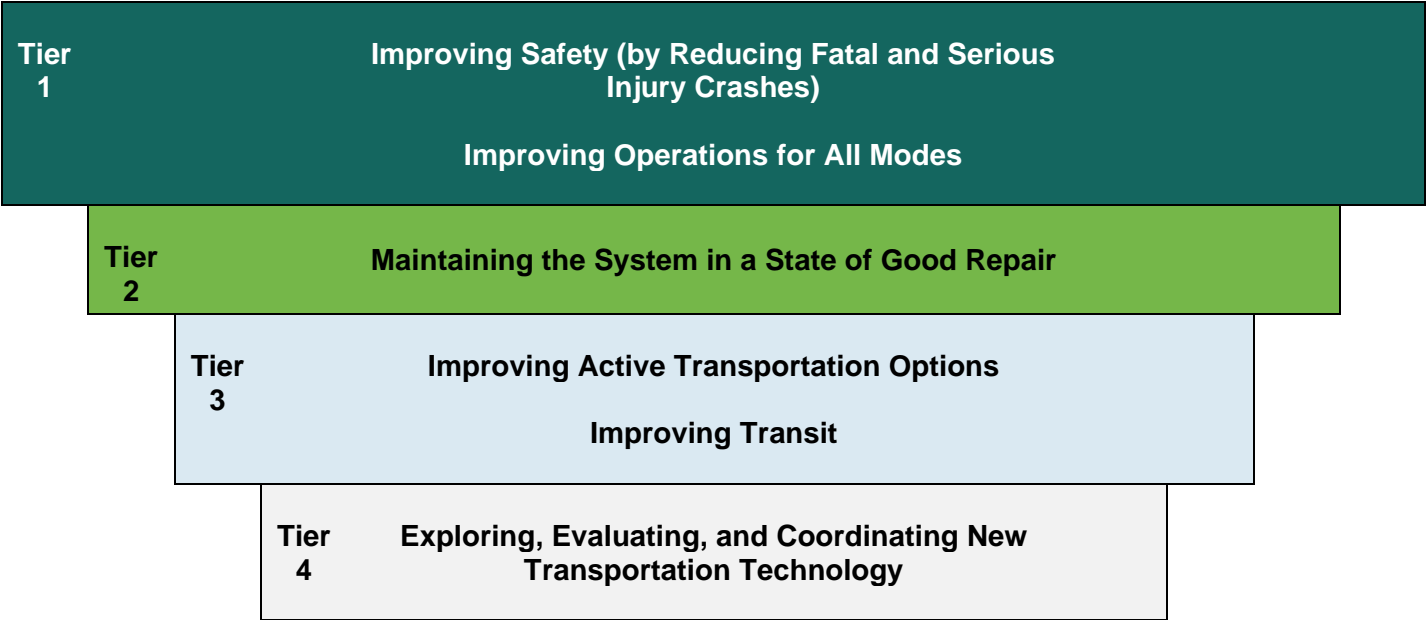 Tier
1
Improving Safety (by Reducing Fatal and Serious
Injury Crashes)
Improving Operations for All Modes
Tier
2
Maintaining the System in a State of Good Repair
Tier
3
Improving Active Transportation Options
Improving Transit
Tier
4
Exploring, Evaluating, and Coordinating New
Transportation Technology